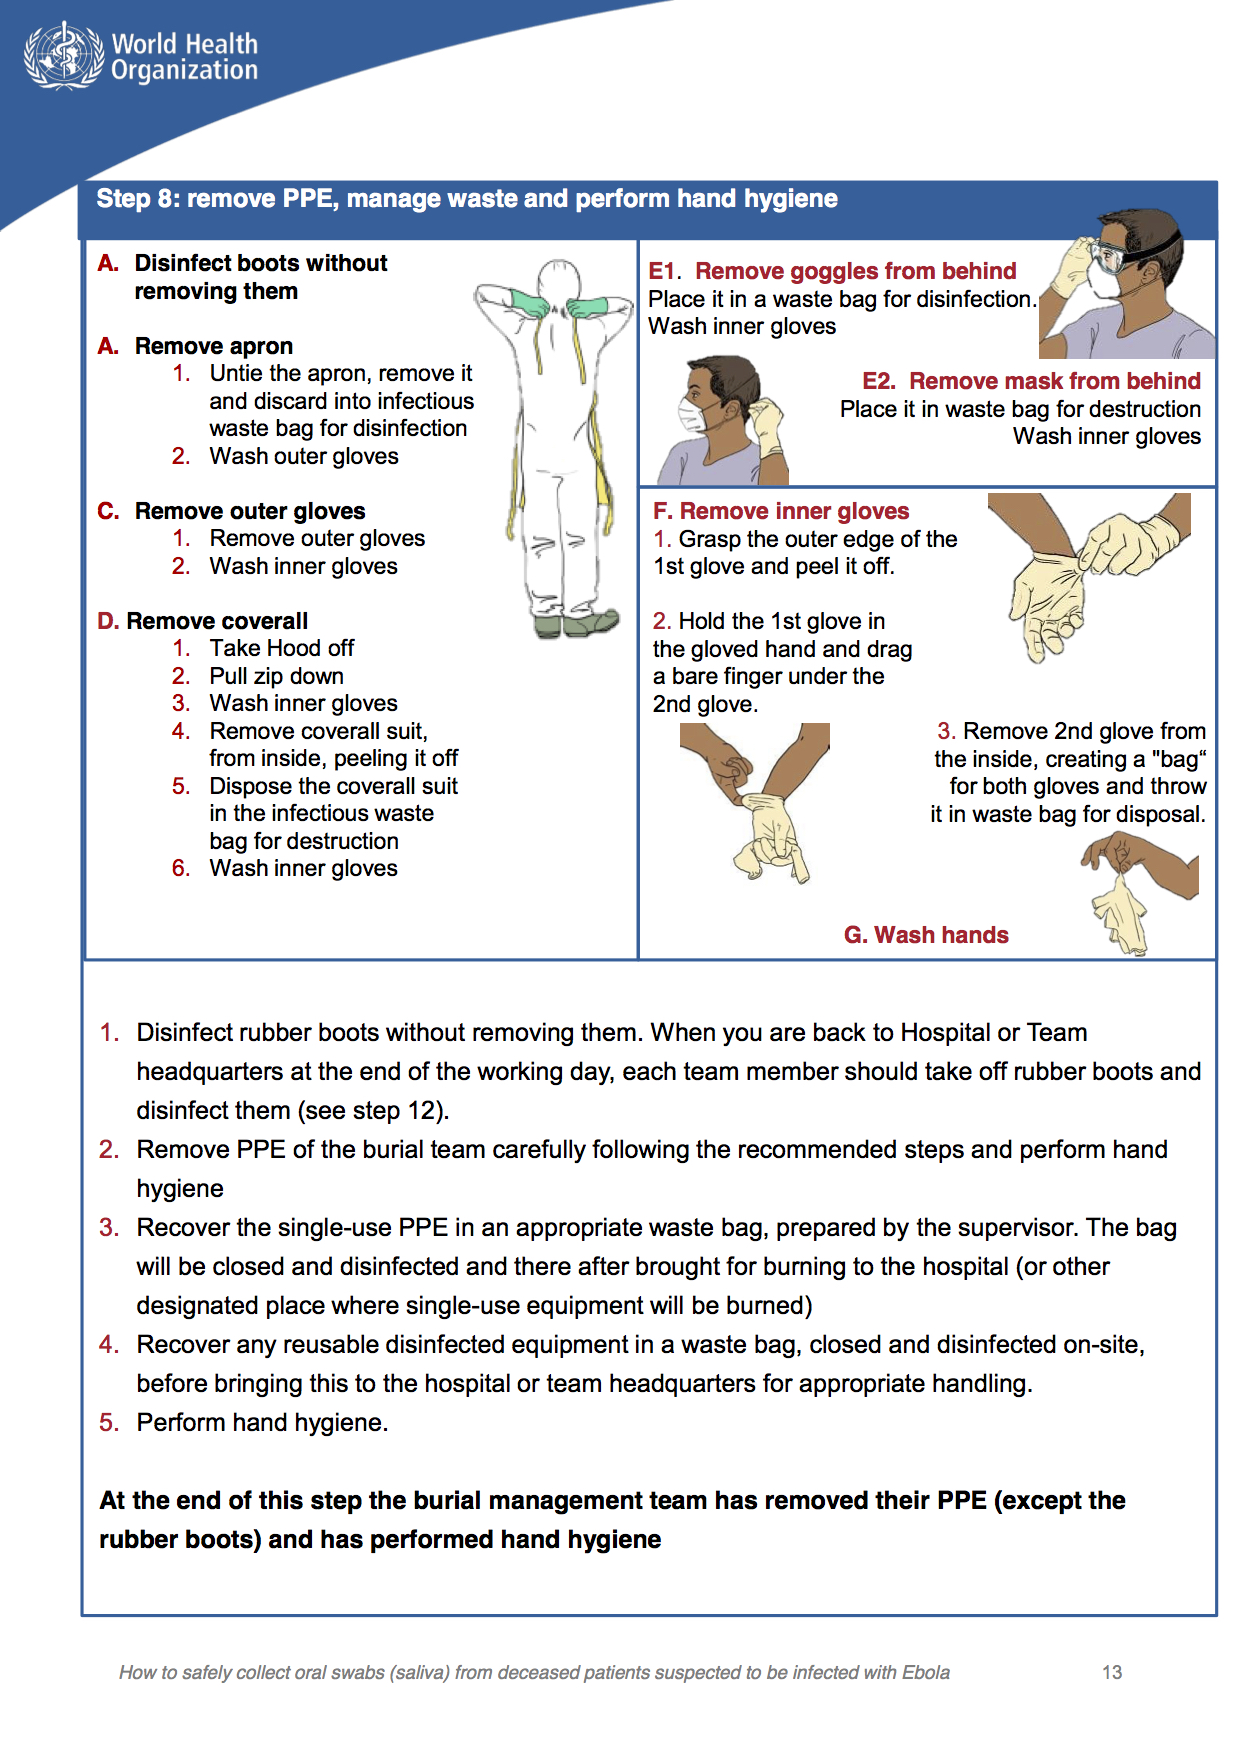 World Health
Organization
Step 8: remove PPE, manage waste and perform hand hygiene
A. Disinfect boots without
removing them
A. Remove apron
1. Untie the apron, remove it
and discard into infectious
waste bag for disinfection
2. Wash outer gloves
C. Remove outer gloves
1. Remove outer gloves
2. Wash inner gloves
D. Remove coverall
1. Take Hood off
2. Pull zip down
3. Wash inner gloves
4. Remove coverall suit,
from inside, peeling it off
5. Dispose the coverall suit
in the infectious waste
bag for destruction
6. Wash inner gloves
E1. Remove goggles from behind
Place it in a waste bag for disinfection.
Wash inner gloves
E2. Remove mask from behind
Place it in waste bag for destruction
Wash inner gloves
F. Remove inner gloves
1. Grasp the outer edge of the
1st glove and peel it off.
2. Hold the 1st glove in
the gloved hand and drag
a bare finger under the
2nd glove.
3. Remove 2nd glove from
the inside, creating a "bag“
for both gloves and throw
it in waste bag for disposal.
G. Wash hands
1. Disinfect rubber boots without removing them. When you are back to Hospital or Team
headquarters at the end of the working day, each team member should take off rubber boots and
disinfect them (see step 12).
2. Remove PPE of the burial team carefully following the recommended steps and perform hand
hygiene
3. Recover the single-use PPE in an appropriate waste bag, prepared by the supervisor. The bag
will be closed and disinfected and there after brought for burning to the hospital (or other
designated place where single-use equipment will be burned)
4. Recover any reusable disinfected equipment in a waste bag, closed and disinfected on-site,
before bringing this to the hospital or team headquarters for appropriate handling.
5. Perform hand hygiene.
At the end of this step the burial management team has removed their PPE (except the
rubber boots) and has performed hand hygiene
How to safely collect oral swabs (saliva) from deceased patients suspected to be infected with Ebola 13